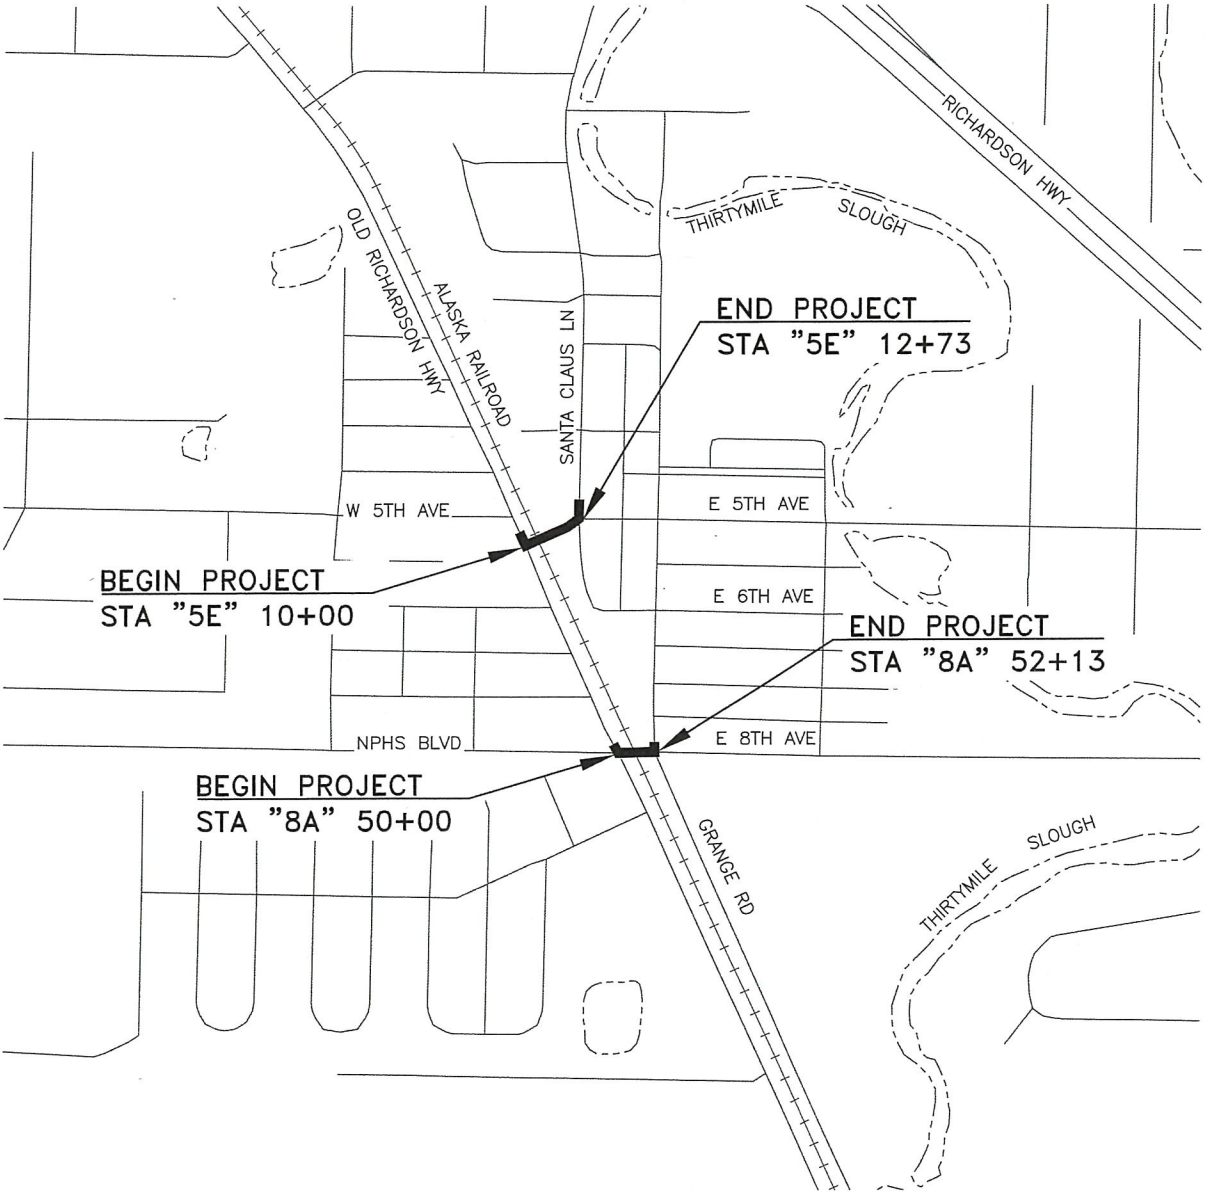 RICHARDSON HWY
THIRTYMILE SLOUGH
OLD RICHARDSON HWY
ALASKA RAILROAD
SANTA CLAUS LN
END PROJECT
STA "5E" 12+73
W 5TH AVE
E 5TH AVE
BEGIN PROJECT
STA "5E" 10+00
E 6TH AVE
END PROJECT
STA "8A" 52+13
NPHS BLVD
E 8TH AVE
BEGIN PROJECT
STA "8A" 50+00
GRANGE RD
THIRTYMILE SLOUGH